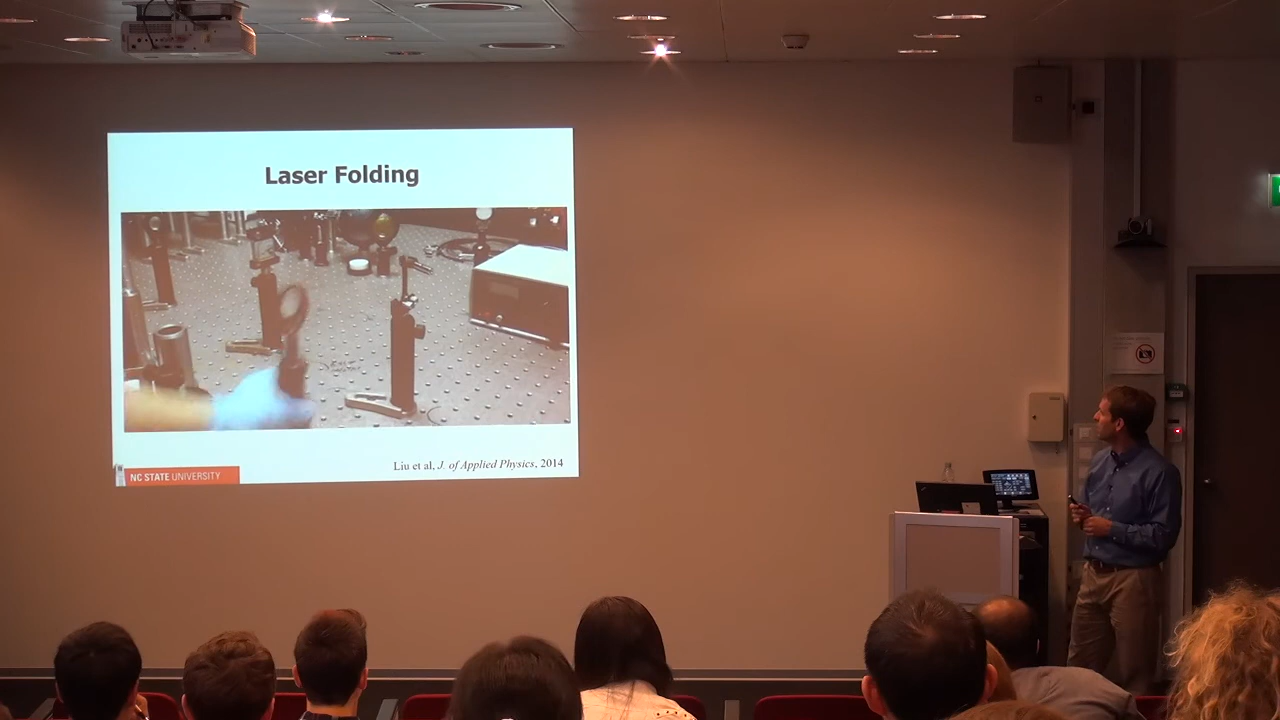 Laser Folding
Liu et al, J. of Applied Physics, 2014
NC STATE UNIVERSITY